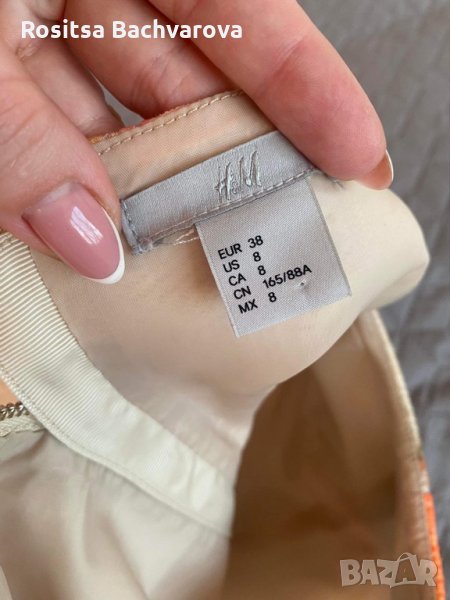 Rositsa Bachvarova
H&M
EUR 38
US 8
CA 8
CN 165/88A
MX 8
BAZAR